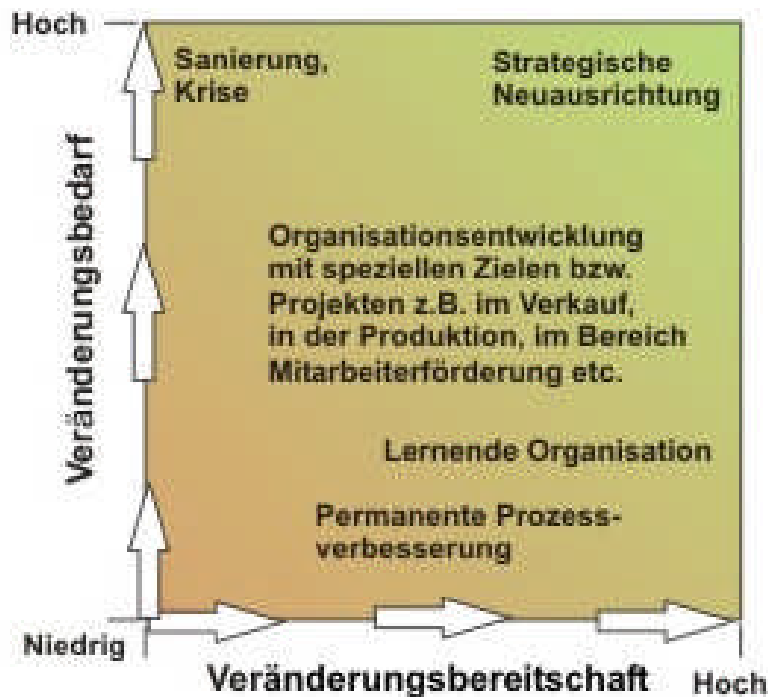 Hoch
Sanierung,
Krise
Strategische
Neuausrichtung
Veränderungsbedarf
Organisationsentwicklung
mit speziellen Zielen bzw.
Projekten z.B. im Verkauf,
in der Produktion, im Bereich
Mitarbeiterförderung etc.
Lernende Organisation
Permanente Prozess-
verbesserung
Niedrig
Veränderungsbereitschaft
Hoch